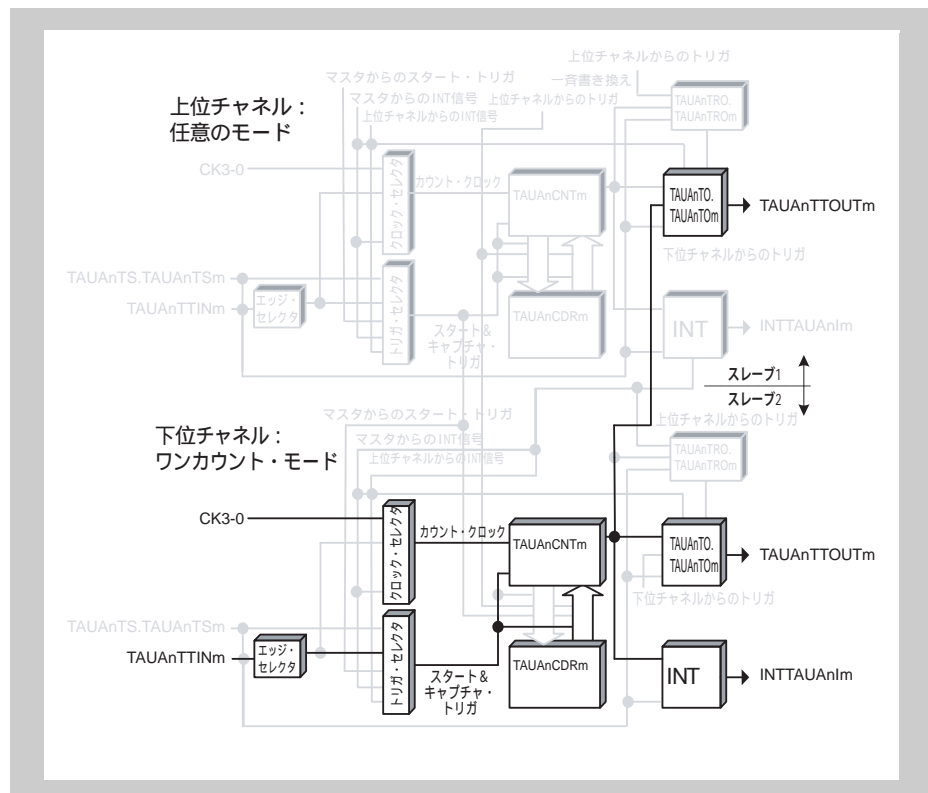 上位チャネルからのトリガ
マスタからのスタート・トリガ
一斉書き換え
マスタからのINT信号
上位チャネルからのトリガ
上位チャネル：
任意のモード
上位チャネルからのINT信号
TAUAnTRO.
TAUAnTROm
CK3-0
クロック・セレクタ
カウント・クロック
TAUAnCNTm
TAUAnTO.
TAUAnTOm
TAUAnTTOUTm
下位チャネルからのトリガ
TAUAnTS.TAUAnTSm
TAUAnTTINm
エッジ・
セレクタ
トリガ・セレクタ
スタート&
キャプチャ・
トリガ
TAUAnCDRm
INT
INTTAUAnIm
スレーブ1
スレーブ2
マスタからのスタート・トリガ
上位チャネルからのトリガ
下位チャネル：
ワンカウント・モード
マスタからのINT信号
上位チャネルからのINT信号
TAUAnTRO.
TAUAnTROm
CK3-0
クロック・セレクタ
カウント・クロック
TAUAnCNTm
TAUAnTO.
TAUAnTOm
TAUAnTTOUTm
下位チャネルからのトリガ
TAUAnTS.TAUAnTSm
TAUAnTTINm
エッジ・
セレクタ
トリガ・セレクタ
スタート&
キャプチャ・
トリガ
TAUAnCDRm
INT
INTTAUAnIm